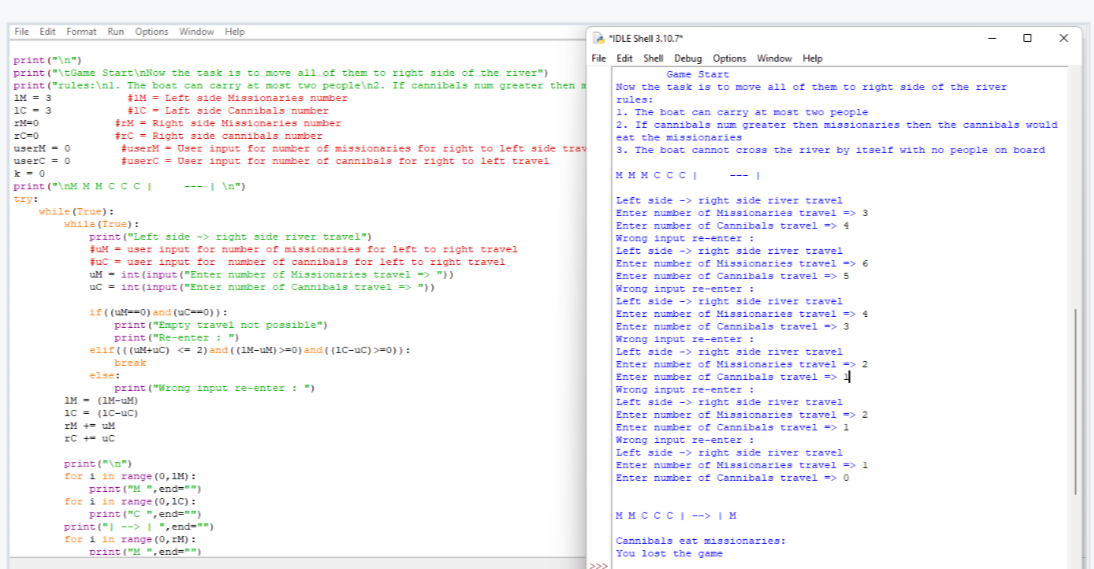 File Edit Format Run Options Window Help
print("\n")
print("\tGame Start\nNow the task is to move all of them to right side of the river")
print("rules:\n1. The boat can carry at most two people\n2. If cannibals num greater then m
lM = 3 #lM = Left side Missionaries number
lC = 3 #lC = Laft side Cannibals number
rM=0 #rM = Right side Missionaries number
rC=0 #rC = Right side cannibals number
userM = 0 #userM = User input for number of missionaries for right to left side trav
userC = 0 #userC = User input for number of cannibals for right to left travel
k = 0
print("\nM M M C C C | --- | \n")
try:
while(True):
while(True):
print("Left side -> right side river travel")
#uM = user input for number of missionaries for left to right travel
#uC = user input for number of cannibals for left to right travel
uM = int(input("Enter number of Missionaries travel => "))
uC = int(input("Enter number of Cannibals travel => "))
if((uM==0)and(uC==0)):
print("Empty travel not possible")
print("Re-enter : ")
elif(((uM+uC) <= 2)and((lM-uM)>=0)and((lC-uC)>=0)):
break
else:
print("Wrong input re-enter : ")
lM = (lM-uM)
lC = (lC-uC)
rM += uM
rC += uC
print("\n")
for i in range(0,lM):
print("M ",end="")
for i in range(0,lC):
print("C ",end="")
print("| --> | ",end="")
for i in range(0,rM):
print("M ",end="")
*IDLE Shell 3.10.7*
File Edit Shell Debug Options Window Help
Game Start
Now the task is to move all of them to right side of the river
rules:
1. The boat can carry at most two people
2. If cannibals num greater then missionaries then the cannibals would
eat the missionaries
3. The boat cannot cross the river by itself with no people on board
M M M C C C | --- |
Left side -> right side river travel
Enter number of Missionaries travel => 3
Enter number of Cannibals travel => 4
Wrong input re-enter :
Left side -> right side river travel
Enter number of Missionaries travel => 6
Enter number of Cannibals travel => 5
Wrong input re-enter :
Left side -> right side river travel
Enter number of Missionaries travel => 4
Enter number of Cannibals travel => 3
Wrong input re-enter :
Left side -> right side river travel
Enter number of Missionaries travel => 2
Enter number of Cannibals travel => 1
Wrong input re-enter :
Left side -> right side river travel
Enter number of Missionaries travel => 2
Enter number of Cannibals travel => 1
Wrong input re-enter :
Left side -> right side river travel
Enter number of Missionaries travel => 1
Enter number of Cannibals travel => 0
M M C C C | --> | M
Cannibals eat missionaries:
You lost the game
>>>